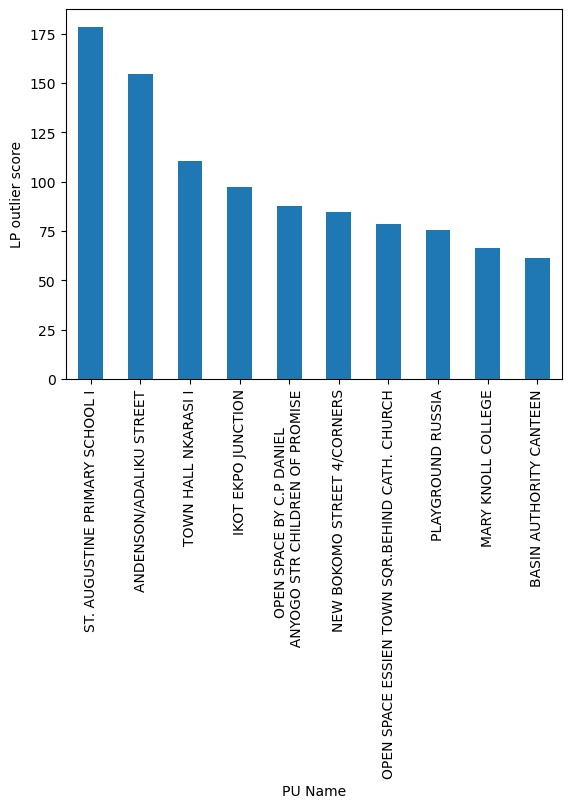 175
150
125
100
75
50
25
0
LP outlier score
ST. AUGUSTINE PRIMARY SCHOOL I
ANDENSON/ADALIKU STREET
TOWN HALL NKARASI I
IKOT EKPO JUNCTION
OPEN SPACE BY C.P DANIEL
ANYOGO STR CHILDREN OF PROMISE
NEW BOKOMO STREET 4/CORNERS
OPEN SPACE ESSIEN TOWN SQR.BEHIND CATH. CHURCH
PLAYGROUND RUSSIA
MARY KNOLL COLLEGE
BASIN AUTHORITY CANTEEN
PU Name